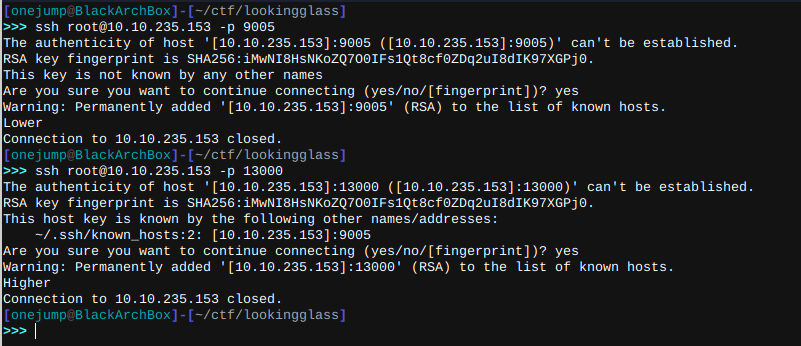 [onejump@BlackArchBox]-[~/ctf/lookingglass]
>>> ssh root@10.10.235.153 -p 9005
The authenticity of host '[10.10.235.153]:9005 ([10.10.235.153]:9005)' can't be established.
RSA key fingerprint is SHA256:iMwNI8HsNKoZQ7O0IFs1Qt8cf0ZDq2uI8dIK97XGPj0.
This key is not known by any other names
Are you sure you want to continue connecting (yes/no/[fingerprint])? yes
Warning: Permanently added '[10.10.235.153]:9005' (RSA) to the list of known hosts.
Lower
Connection to 10.10.235.153 closed.
[onejump@BlackArchBox]-[~/ctf/lookingglass]
>>> ssh root@10.10.235.153 -p 13000
The authenticity of host '[10.10.235.153]:13000 ([10.10.235.153]:13000)' can't be established.
RSA key fingerprint is SHA256:iMwNI8HsNKoZQ7O0IFs1Qt8cf0ZDq2uI8dIK97XGPj0.
This host key is known by the following other names/addresses:
    ~/.ssh/known_hosts:2: [10.10.235.153]:9005
Are you sure you want to continue connecting (yes/no/[fingerprint])? yes
Warning: Permanently added '[10.10.235.153]:13000' (RSA) to the list of known hosts.
Higher
Connection to 10.10.235.153 closed.
[onejump@BlackArchBox]-[~/ctf/lookingglass]
>>>